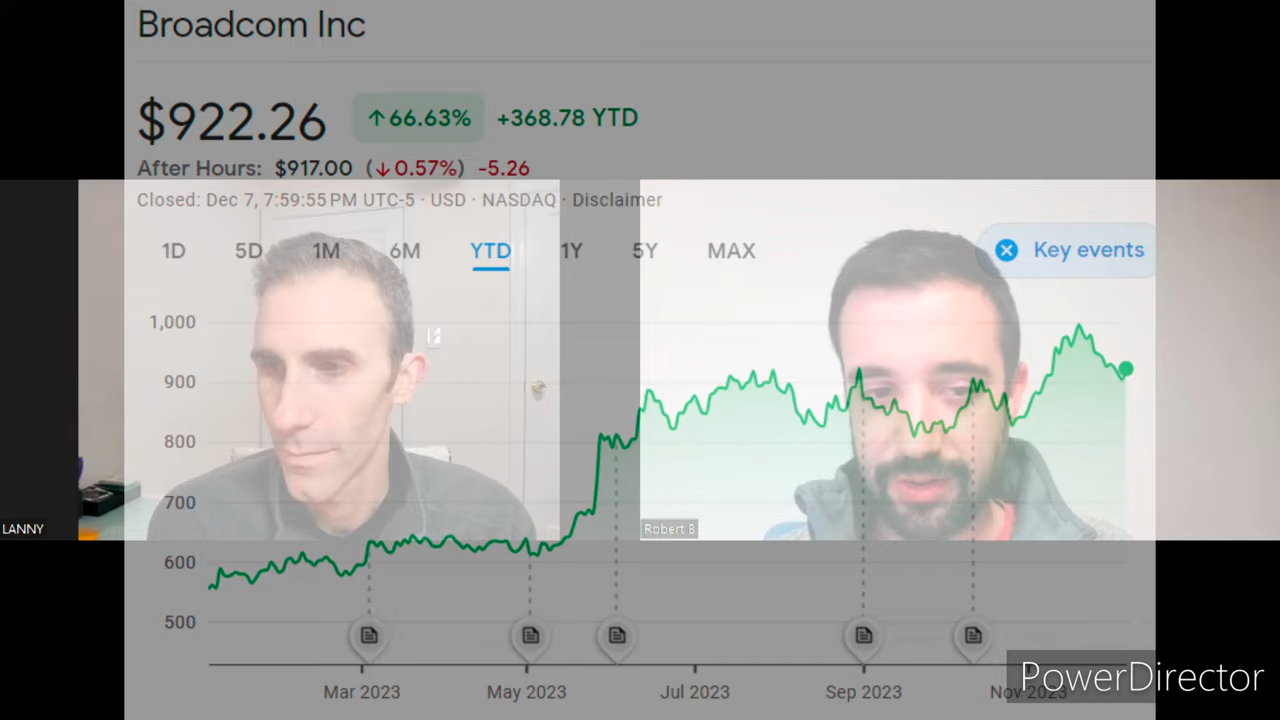 Broadcom Inc
$922.26 ↑66.63% +368.78 YTD
After Hours: $917.00 (↓0.57%) -5.26
Closed: Dec 7, 7:59:55 PM UTC-5 · USD · NASDAQ · Disclaimer
1D 5D 1M 6M YTD 1Y 5Y MAX Key events
1,000
900
800
700
600
500
LANNY
Robert B
Mar 2023 May 2023 Jul 2023 Sep 2023 Nov 2023
PowerDirector